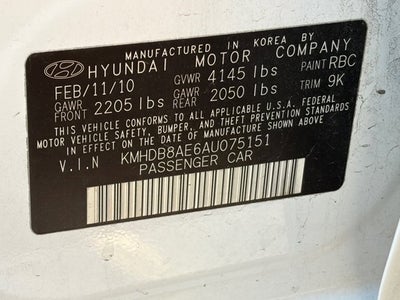 MANUFACTURED IN KOREA BY
HYUNDAI MOTOR COMPANY
FEB/11/10 GVWR 4145 lbs PAINT RBC
GAWR FRONT 2205 lbs GAWR REAR 2050 lbs TRIM 9K
THIS VEHICLE CONFORMS TO ALL APPLICABLE U.S.A. FEDERAL
MOTOR VEHICLE SAFETY, BUMPER, AND THEFT PREVENTION STANDARDS
IN EFFECT ON THE DATE OF MANUFACTURE SHOWN ABOVE.
V.I.N KMHDB8AE6AU075151
PASSENGER CAR